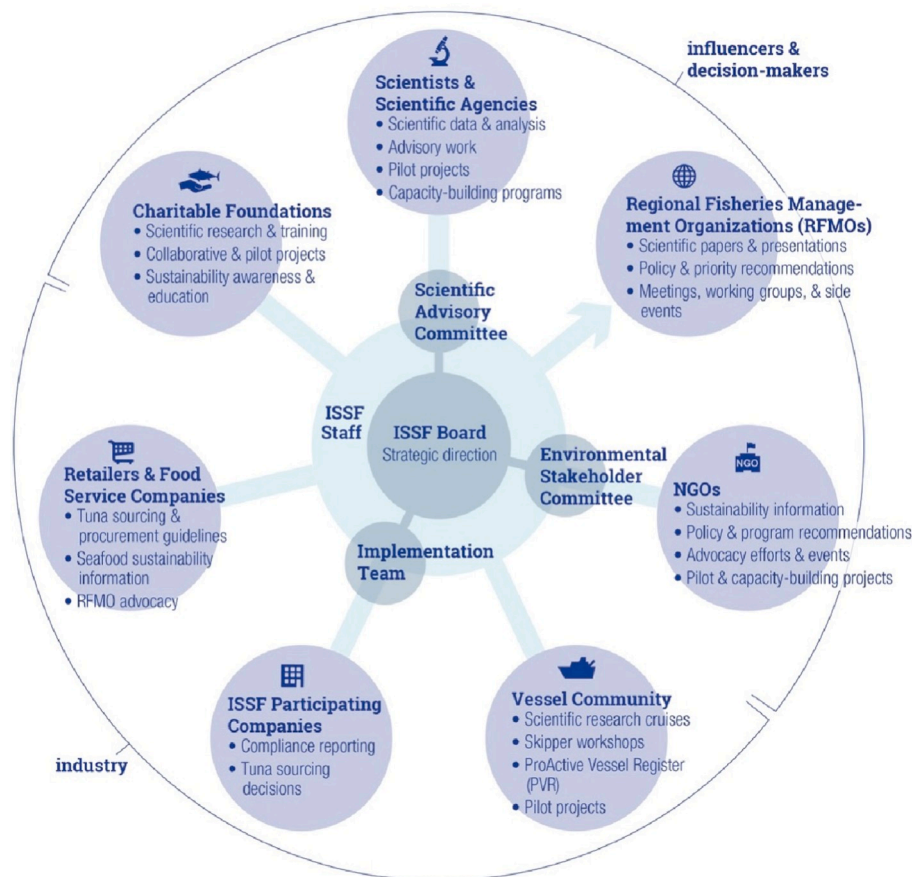 influencers &
decision-makers
Scientists &
Scientific Agencies
• Scientific data & analysis
• Advisory work
• Pilot projects
• Capacity-building programs
Charitable Foundations
• Scientific research & training
• Collaborative & pilot projects
• Sustainability awareness &
education
Regional Fisheries Manage-
ment Organizations (RFMOs)
• Scientific papers & presentations
• Policy & priority recommendations
• Meetings, working groups, & side
events
Scientific
Advisory
Committee
ISSF
Staff
ISSF Board
Strategic direction
Environmental
Stakeholder
Committee
Implementation
Team
Retailers & Food
Service Companies
• Tuna sourcing &
procurement guidelines
• Seafood sustainability
information
• RFMO advocacy
NGO
NGOs
• Sustainability information
• Policy & program recommendations
• Advocacy efforts & events
• Pilot & capacity-building projects
ISSF Participating
Companies
• Compliance reporting
• Tuna sourcing
decisions
Vessel Community
• Scientific research cruises
• Skipper workshops
• ProActive Vessel Register
(PVR)
• Pilot projects
industry